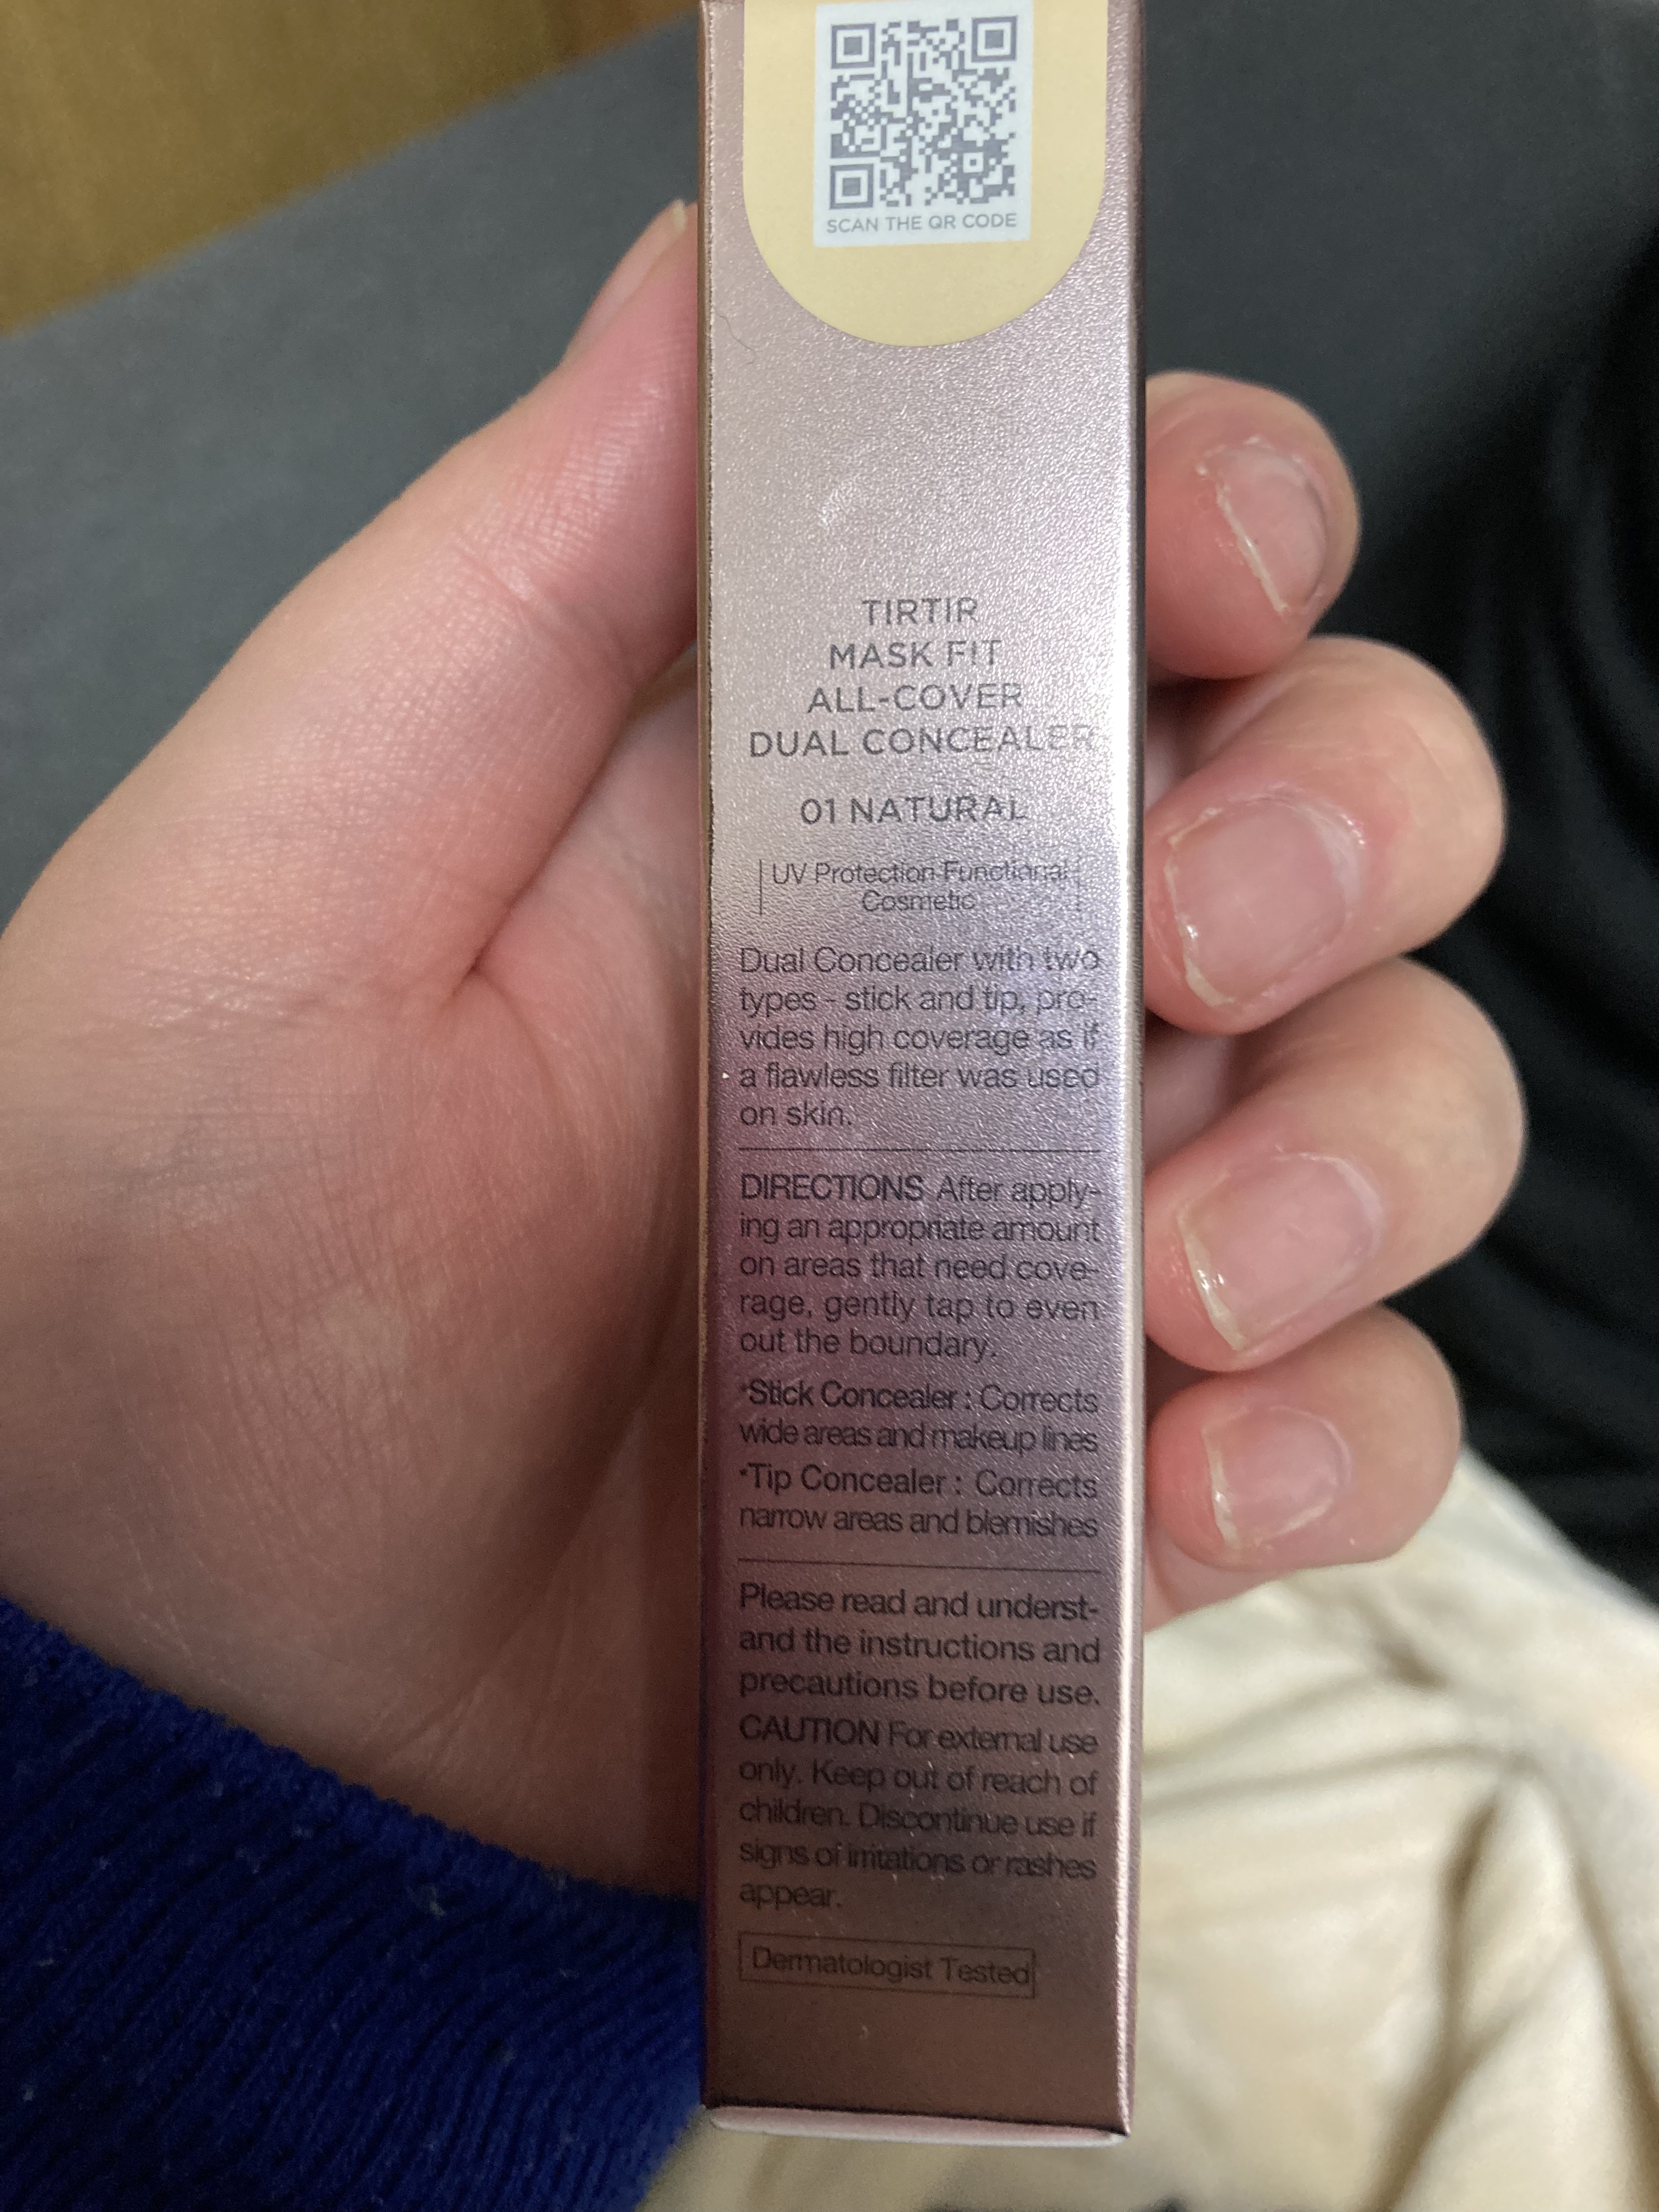 SCAN THE QR CODE
TIRTIR
MASK FIT
ALL-COVER
DUAL CONCEALER
01 NATURAL
UV Protection Functional
Cosmetic
Dual Concealer with two
types - stick and tip, pro-
vides high coverage as if
a flawless filter was used
on skin.
DIRECTIONS After apply-
ing an appropriate amount
on areas that need cove-
rage, gently tap to even
out the boundary.
*Stick Concealer : Corrects
wide areas and makeup lines
*Tip Concealer : Corrects
narrow areas and blemishes
Please read and underst-
and the instructions and
precautions before use.
CAUTION For external use
only. Keep out of reach of
children. Discontinue use if
signs of irritations or rashes
appear.
Dermatologist Tested